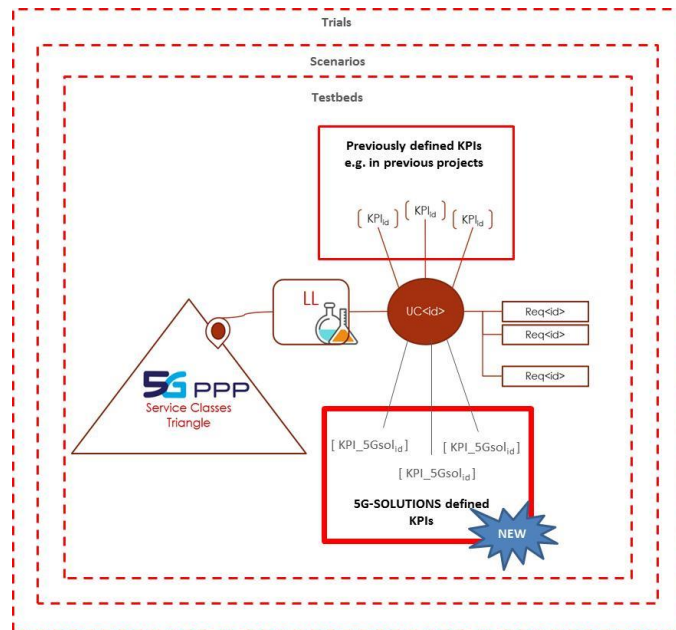 Trials
Scenarios
Testbeds
Previously defined KPIs
e.g. in previous projects
{ KPIid }
{ KPIid }
{ KPIid }
LL
UC<id>
Req<id>
Req<id>
Req<id>
5G PPP
Service Classes
Triangle
[ KPI_5Gsolid ]
[ KPI_5Gsolid ]
[ KPI_5Gsolid ]
5G-SOLUTIONS defined
KPIs
NEW